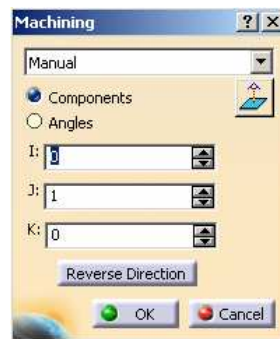 Machining
? X
Manual
Components
Angles
I: 0
J: 1
K: 0
Reverse Direction
OK Cancel